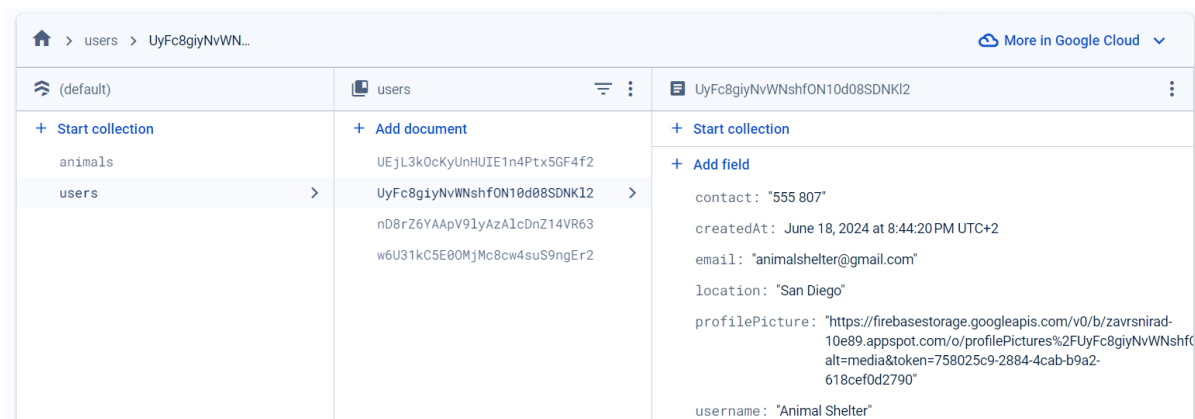 > users > UyFc8giyNvWN...
More in Google Cloud
(default)
+ Start collection
animals
users
users
+ Add document
UEjL3kOcKyUnHUIE1n4Ptx5GF4f2
UyFc8giyNvWNshfON10d08SDNKl2
nD8rZ6YAApV9lyAzAlcDnZ14VR63
w6U31kC5E0OMjMc8cw4suS9ngEr2
UyFc8giyNvWNshfON10d08SDNKl2
+ Start collection
+ Add field
contact: "555 807"
createdAt: June 18, 2024 at 8:44:20 PM UTC+2
email: "animalshelter@gmail.com"
location: "San Diego"
profilePicture: "https://firebasestorage.googleapis.com/v0/b/zavrsnirad-
10e89.appspot.com/o/profilePictures%2FUyFc8giyNvWNshf
alt=media&token=758025c9-2884-4cab-b9a2-
618cef0d2790"
username: "Animal Shelter"